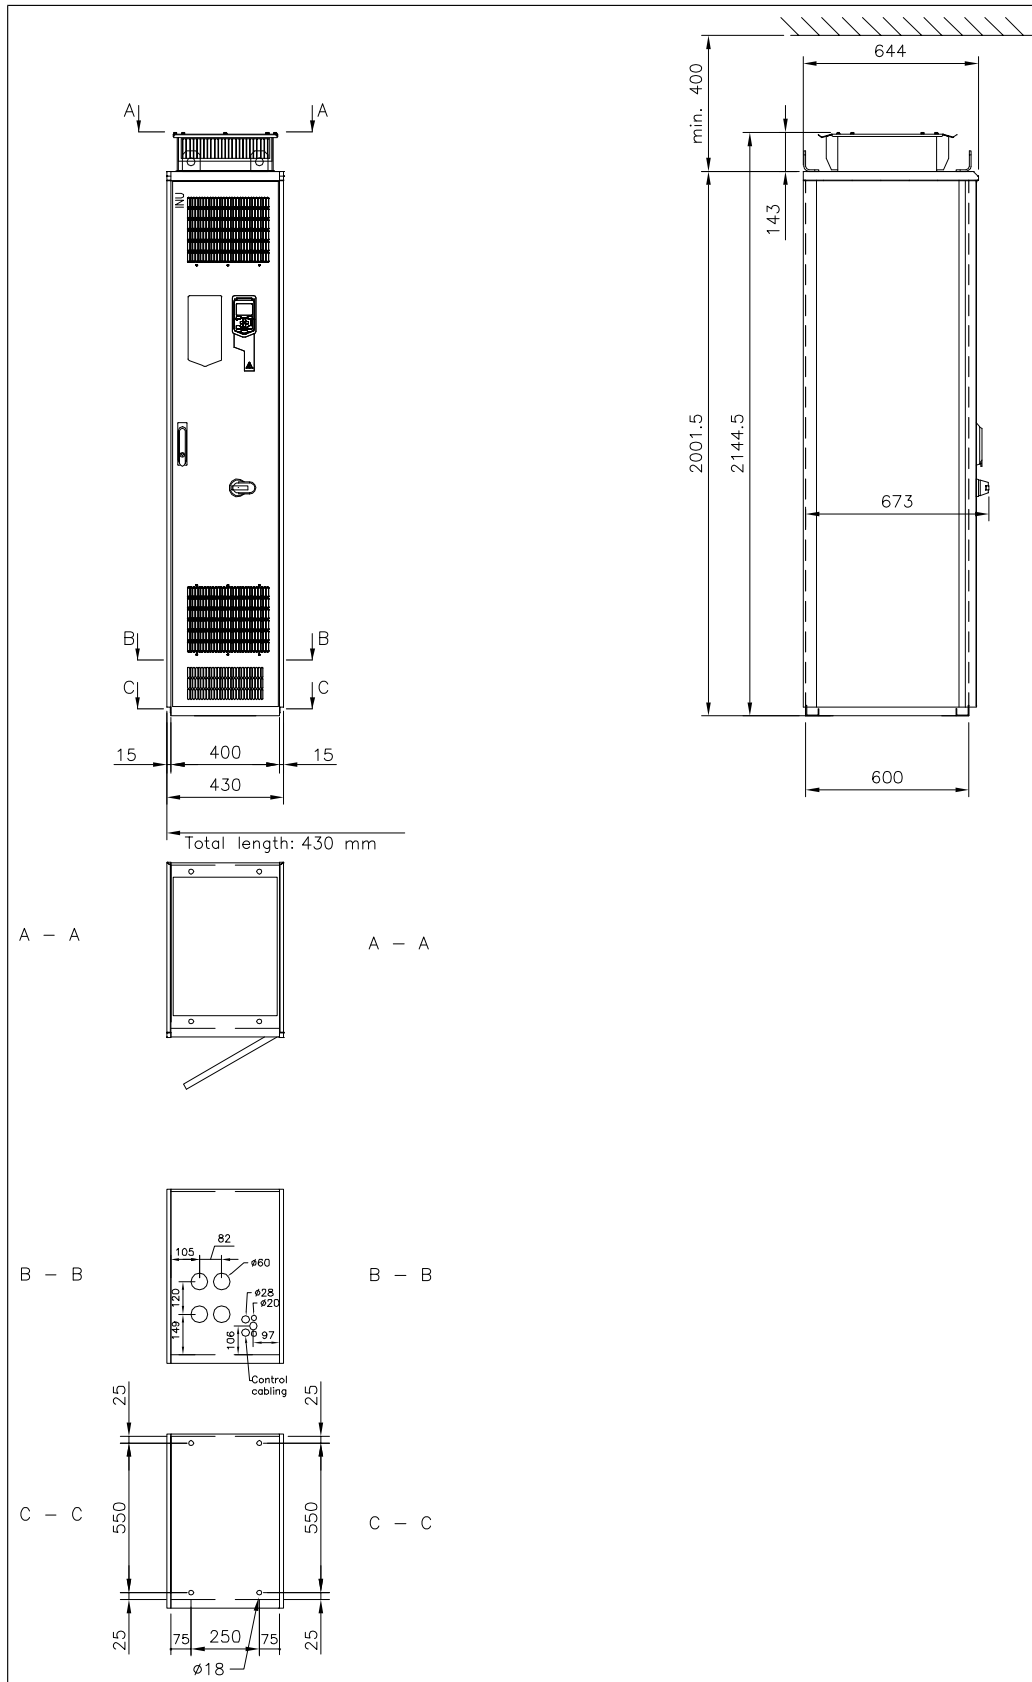 644
min. 400
A A
143
INU
2001.5
2144.5
673
B B
C C
15 400 15
430
600
Total length: 430 mm
A - A A - A
82
105
ø60
B - B B - B
120
ø28
ø20
149
106
97
Control
cabling
25 25
550 550
C - C C - C
25 75 250 75 25
ø18